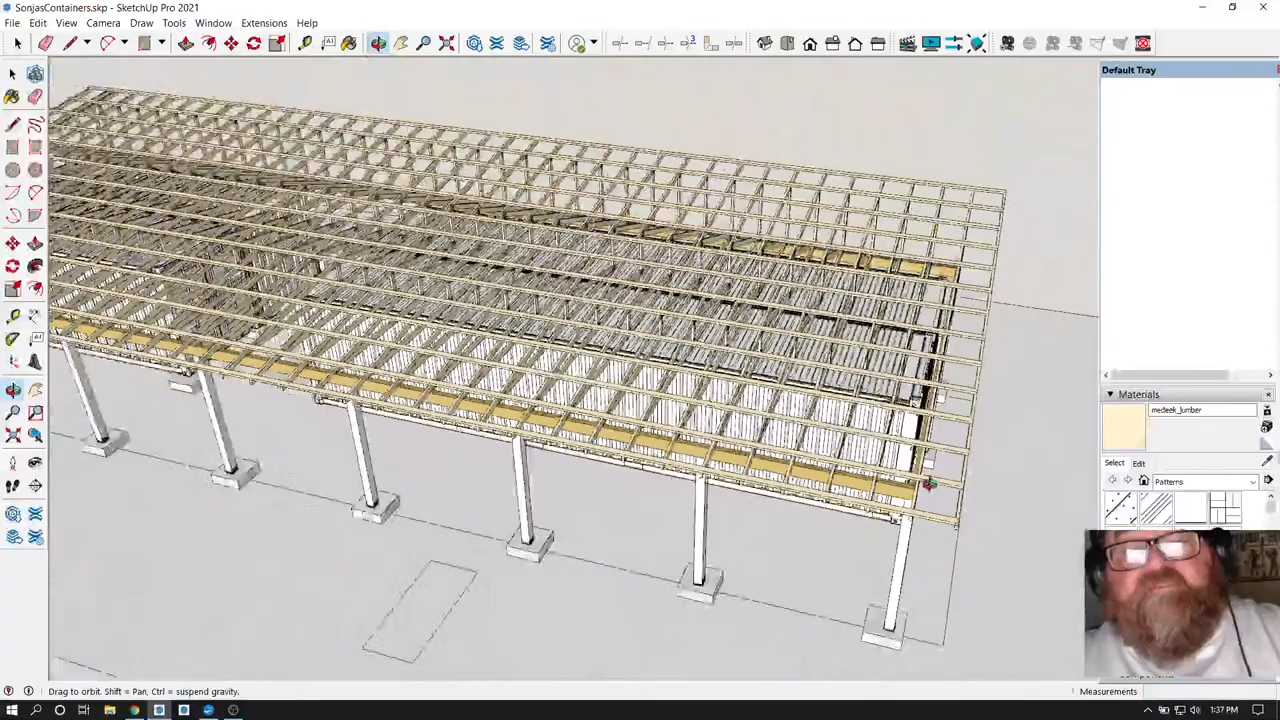 SonjasContainers.skp - SketchUp Pro 2021
File Edit View Camera Draw Tools Window Extensions Help
3
Default Tray
Materials
medeek_lumber
Select Edit
Patterns
Drag to orbit. Shift = Pan, Ctrl = suspend gravity.
Measurements
1:37 PM